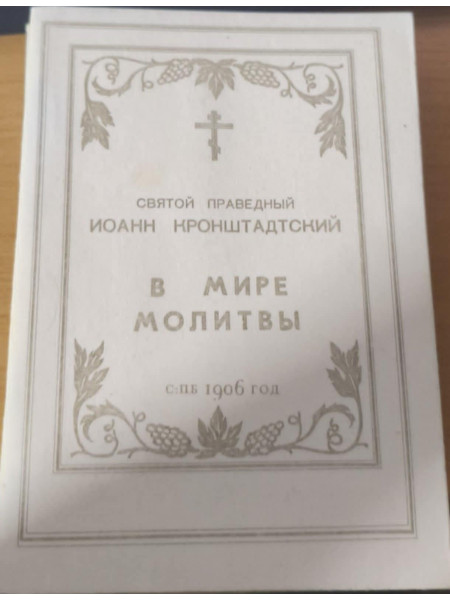 СВЯТОЙ ПРАВЕДНЫЙ
ИОАНН КРОНШТАДТСКИЙ
В МИРЕ
МОЛИТВЫ
С:ПБ 1906 ГОД